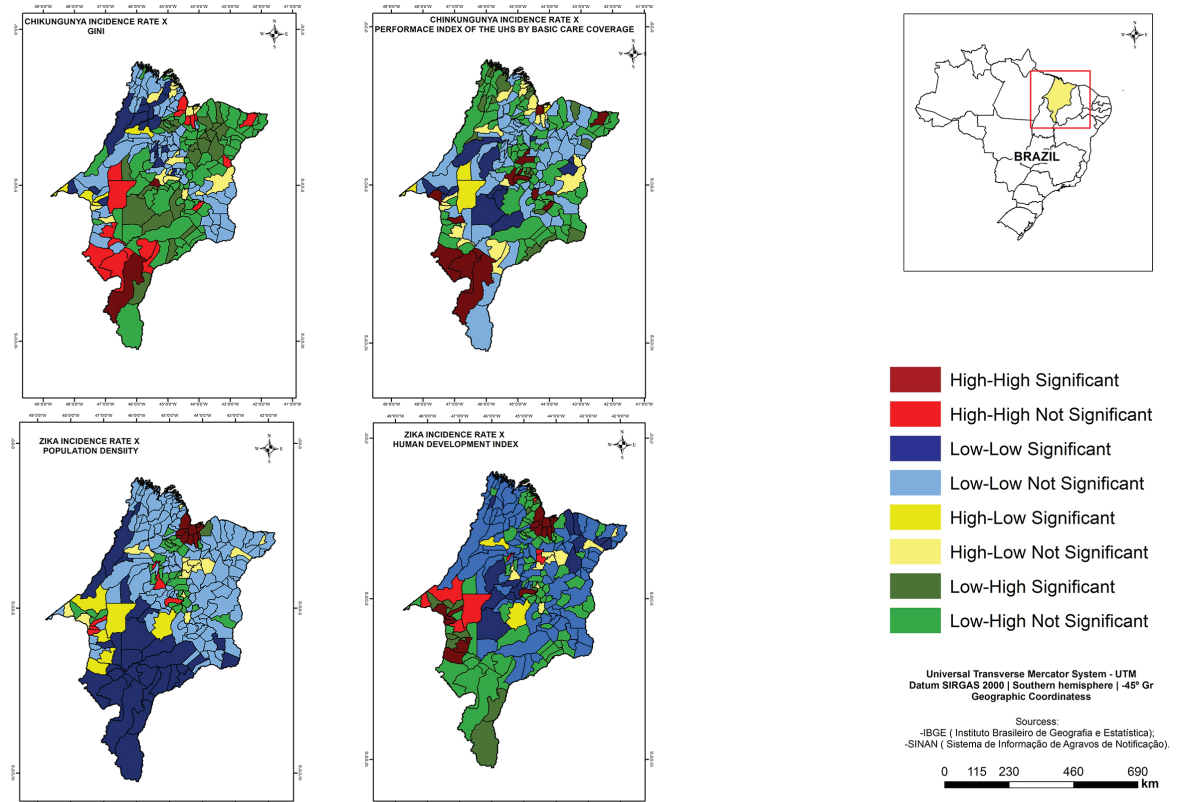 CHIKUNGUNYA INCIDENCE RATE X
GINI
CHINKUNGUNYA INCIDENCE RATE X
PERFORMACE INDEX OF THE UHS BY BASIC CARE COVERAGE
BRAZIL
ZIKA INCIDENCE RATE X
POPULATION DENSIITY
ZIKA INCIDENCE RATE X
HUMAN DEVELOPMENT INDEX
High-High Significant
High-High Not Significant
Low-Low Significant
Low-Low Not Significant
High-Low Significant
High-Low Not Significant
Low-High Significant
Low-High Not Significant
Universal Transverse Mercator System - UTM
Datum SIRGAS 2000 | Southern hemisphere | -45º Gr
Geographic Coordinatess
Sourcess:
-IBGE ( Instituto Brasileiro de Geografia e Estatística);
-SINAN ( Sistema de Informação de Agravos de Notificação).
0 115 230 460 690
km